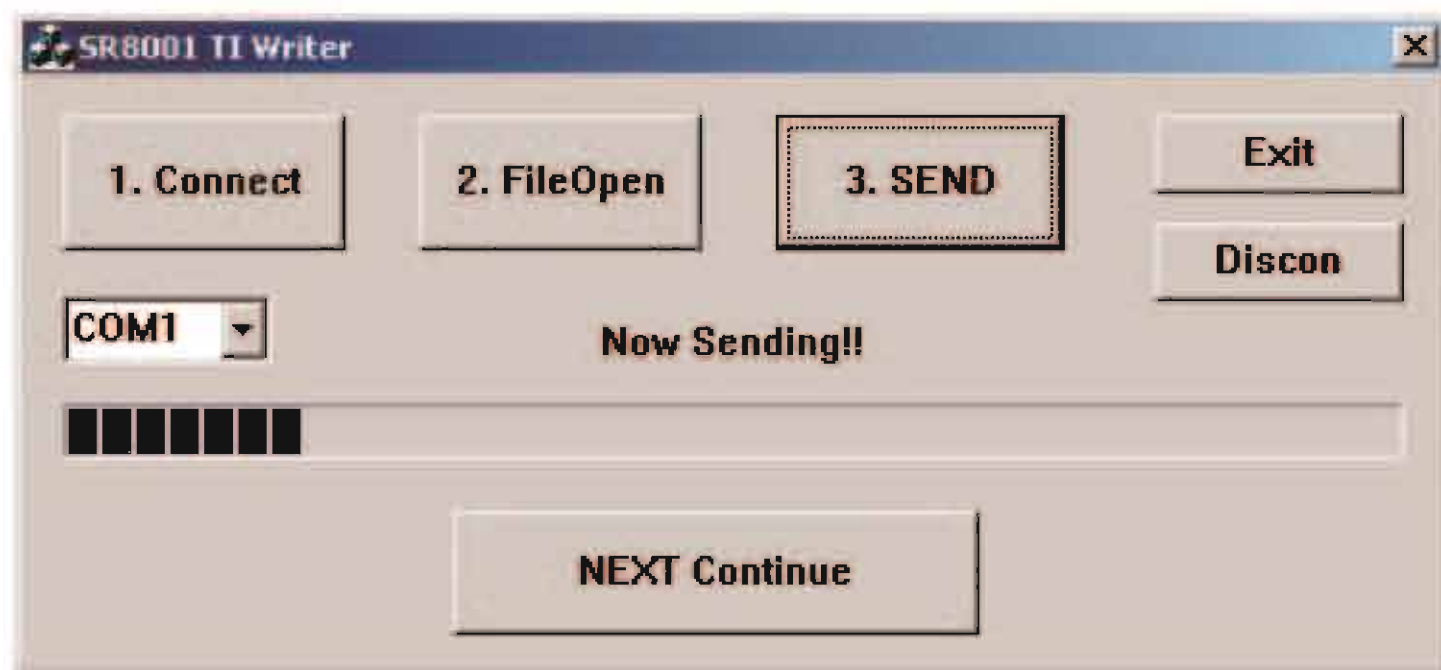 SR8001 TI Writer
1. Connect
2. FileOpen
3. SEND
Exit
Discon
COM1
Now Sending!!
NEXT Continue